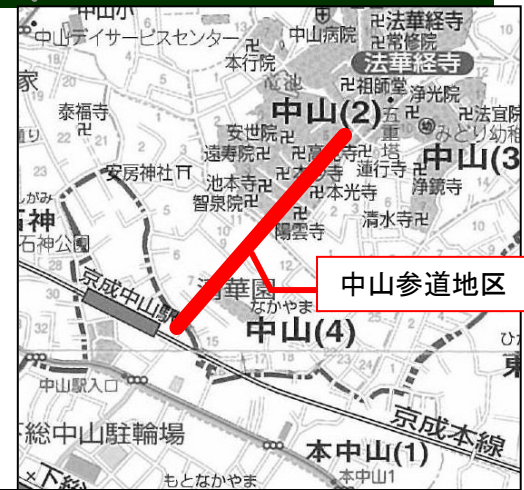 中山小
中山デイサービスセンター
中山病院
法華経寺
常修院
本行院
法華経寺
家
祖師堂
浄光院
泰福寺
中山(2)
五重塔
法宣院
みどり幼稚
安世院
遠寿院
蓮行寺
中山(3
安房神社
池本寺
本光寺
浄鏡寺
智泉院
清水寺
陽雲寺
石神
石神公園
中山参道地区
京成中山駅
清華園
なかやま
中山(4)
中山駅入口
京成本線
総中山駐輪場
本中山(1)
下総
もとなかやま
本中山1